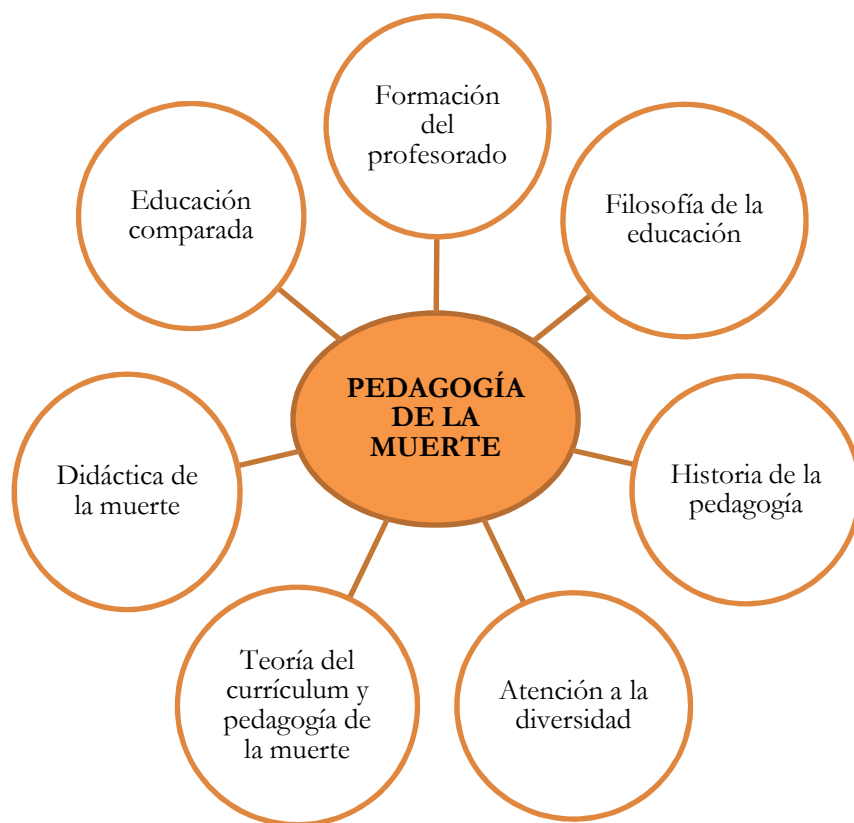 Formación
del
profesorado
Filosofía de la
educación
Historia de la
pedagogía
Atención a la
diversidad
Teoría del
currículum y
pedagogía de
la muerte
Didáctica de
la muerte
Educación
comparada
PEDAGOGÍA
DE LA
MUERTE